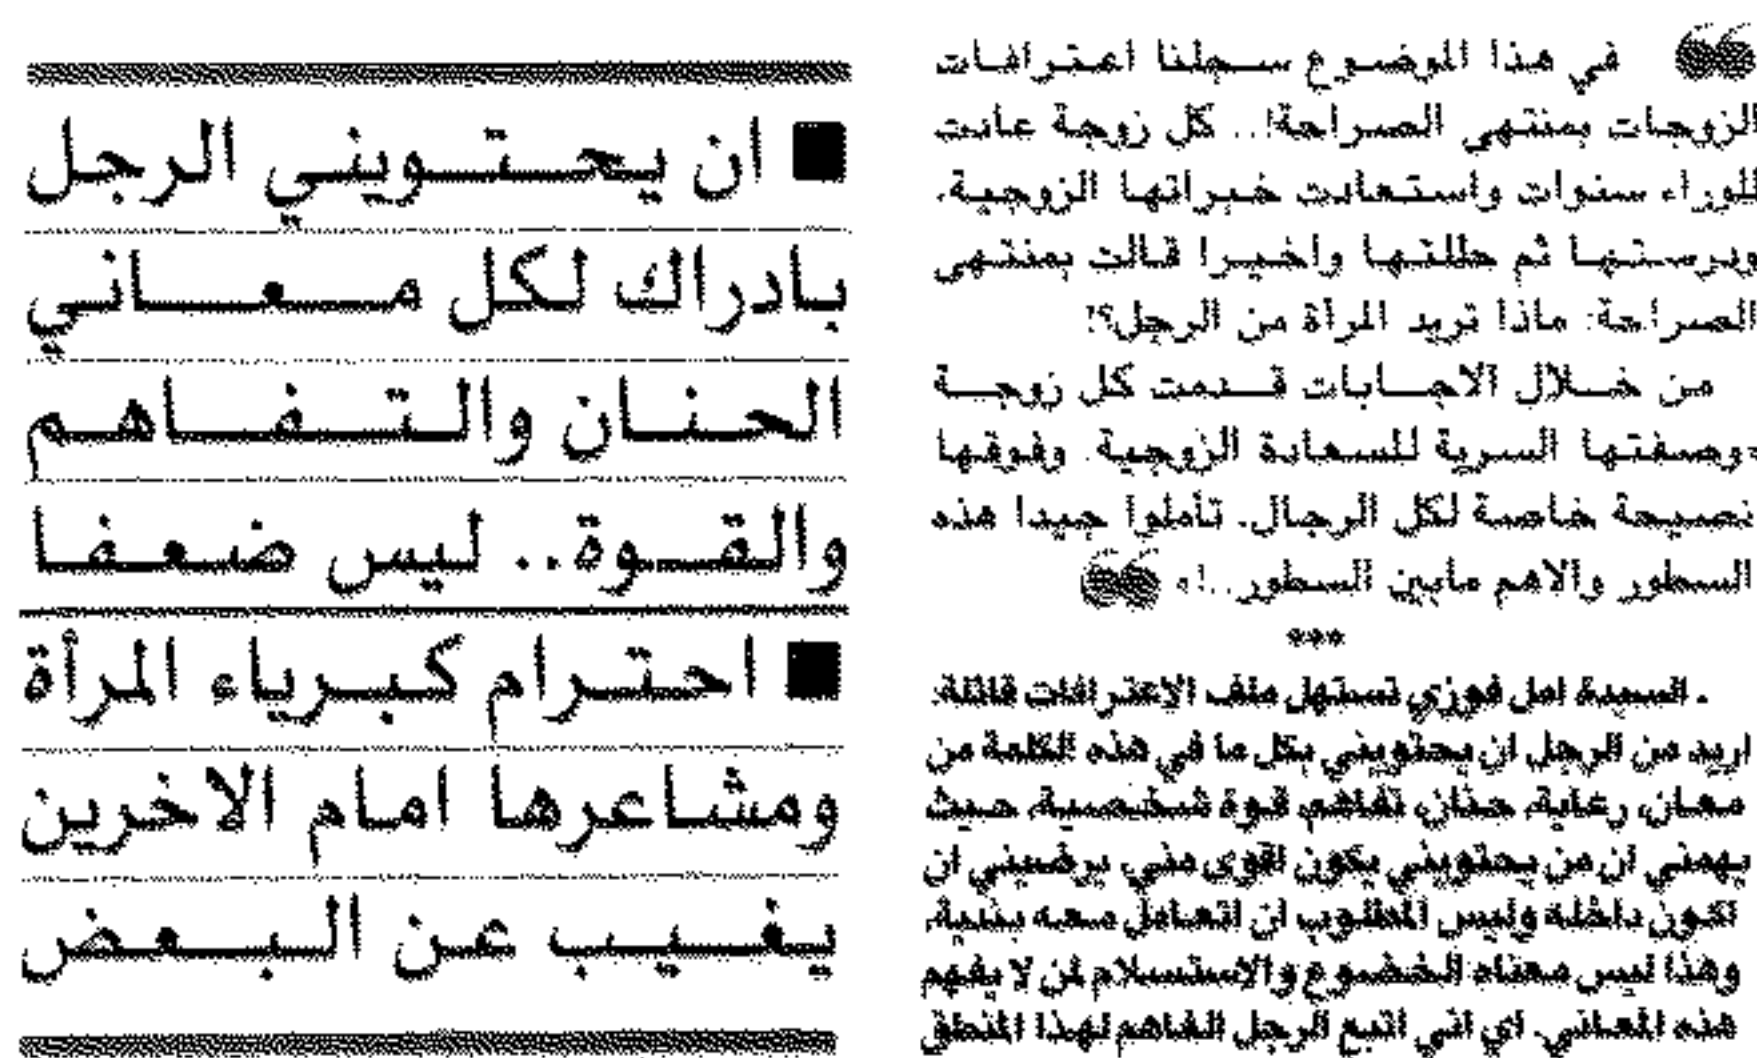 في هذا الموضوع سجلنا اعترافات
الزوجات بمنتهى الصراحة!.. كل زوجة عادت
للوراء سنوات واستعادت خبراتها الزوجية،
ودرستها ثم حللتها واخيرا قالت بمنتهى
الصراحة: ماذا تريد المرأة من الرجل؟!
من خلال الاجابات قدمت كل زوجة
وصفتها السرية للسعادة الزوجية. وفوقها
نصيحة خاصة لكل الرجال. تأملوا جيدا هذه
السطور والاهم مابين السطور..!
***
ـ السيدة امل فوزي تستهل ملف الاعترافات قائلة:
اريد من الرجل ان يحتويني بكل ما في هذه الكلمة من
معان، رعاية، حنان، تفاهم، قوة شخصية، حيث
يهمني ان من يحتويني يكون اقوى مني يرضيني ان
اكون داخله وليس المطلوب ان اتعامل معه بندية،
وهذا ليس معناه الخضوع والاستسلام لمن لا يفهم
هذه المعاني. اي اني اتبع الرجل الفاهم لهذا المنطق
■ ان يحتويني الرجل
بادراك لكل معاني
الحنان والتفاهم
والقوة.. ليس ضعفا
■ احترام كبرياء المرأة
ومشاعرها امام الاخرين
يغيب عن البعض